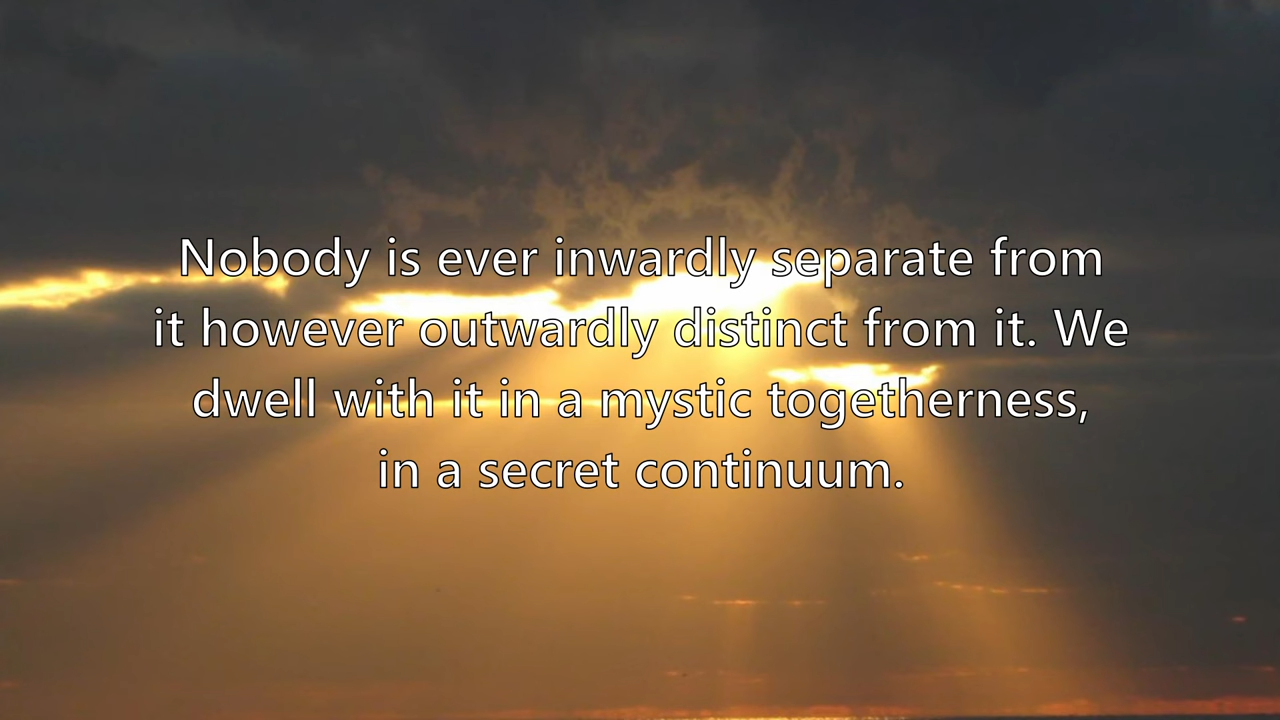 Nobody is ever inwardly separate from
it however outwardly distinct from it. We
dwell with it in a mystic togetherness,
in a secret continuum.